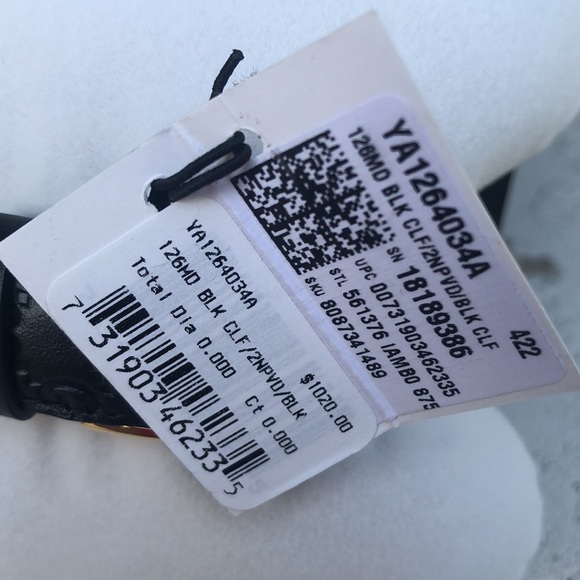 YA1264034A
126MD BLK CLF/2NPVD/BLK CLF
SN 18189386
UPC 00731903462335
STL 561376 IAMB0 875
SKU 8087341489
422
YA1264034A
126MD BLK CLF/2NPVD/BLK
$1020.00
Total Dia 0.000 Ct 0.000
7 31903 46233 5